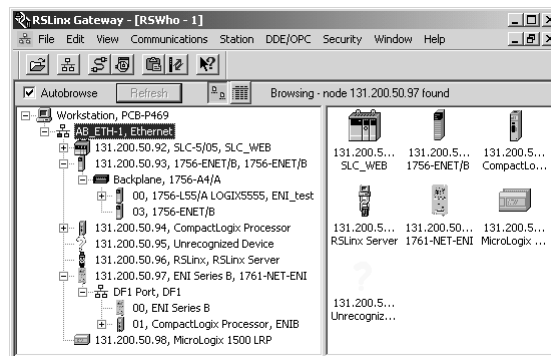 RSLinx Gateway - [RSWho - 1]
File Edit View Communications Station DDE/OPC Security Window Help
Autobrowse Refresh Browsing - node 131.200.50.97 found
Workstation, PCB-P469
AB_ETH-1, Ethernet
131.200.50.92, SLC-5/05, SLC_WEB
131.200.50.93, 1756-ENET/B, 1756-ENET/B
Backplane, 1756-A4/A
00, 1756-L55/A LOGIX5555, ENI_test
03, 1756-ENET/B
131.200.50.94, CompactLogix Processor
131.200.50.95, Unrecognized Device
131.200.50.96, RSLinx, RSLinx Server
131.200.50.97, ENI Series B, 1761-NET-ENI
DF1 Port, DF1
00, ENI Series B
01, CompactLogix Processor, ENIB
131.200.50.98, MicroLogix 1500 LRP
131.200.5... 131.200.5... 131.200.5...
SLC_WEB 1756-ENET/B CompactLo...
131.200.5... 131.200.50... 131.200.5...
RSLinx Server 1761-NET-ENI MicroLogix ...
131.200.5...
Unrecogniz...